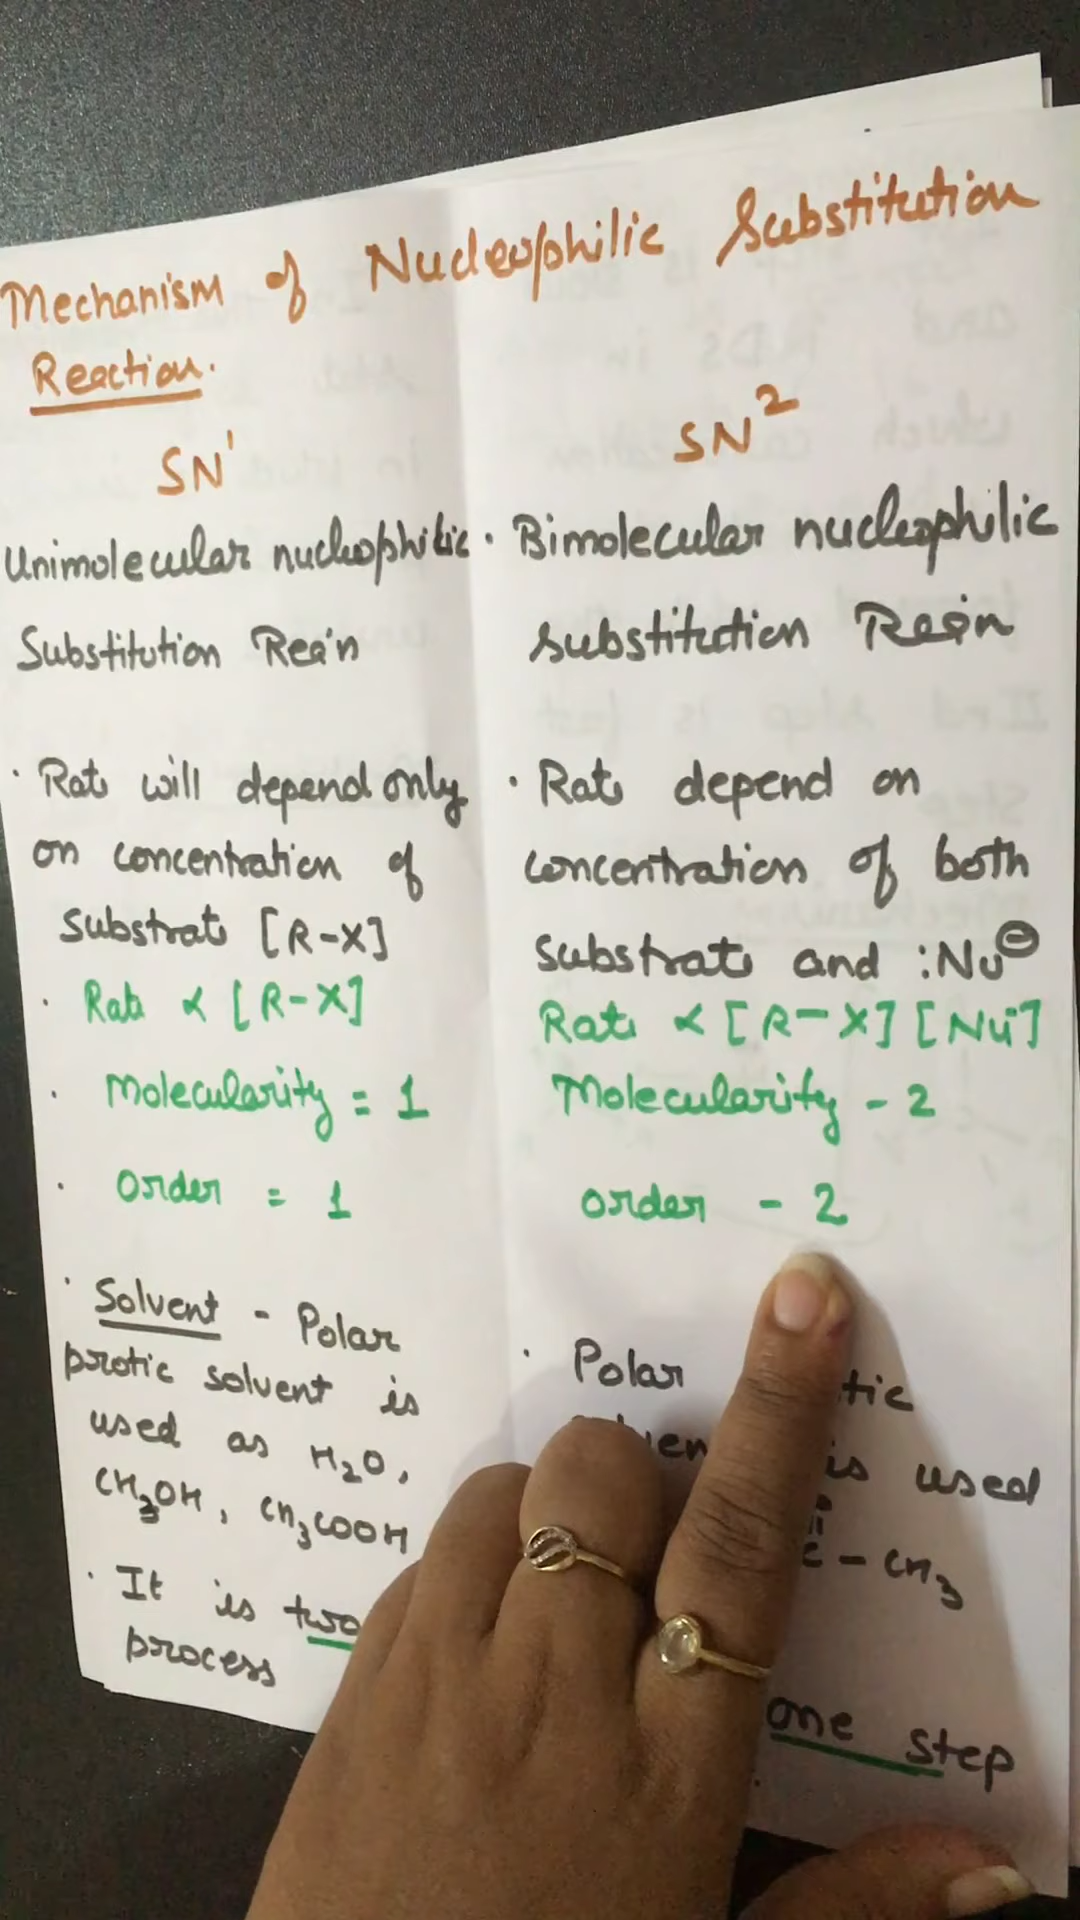 Mechanism of Nucleophilic Substitution
Reaction.
SN1
Unimolecular nucleophilic
Substitution Rea'n
· Rate will depend only
on concentration of
substrate [R-X]
· Rate ∝ [R-X]
· Molecularity = 1
· Order = 1
· Solvent - Polar
protic solvent is
used as H2O,
CH3OH, CH3COOH
· It is two
process
SN2
· Bimolecular nucleophilic
substitution Reqn
· Rate depend on
concentration of both
substrate and :Nu⊖
Rate ∝ [R-X] [Nu-]
Molecularity - 2
order - 2
· Polar
is used
C - CH3
one step